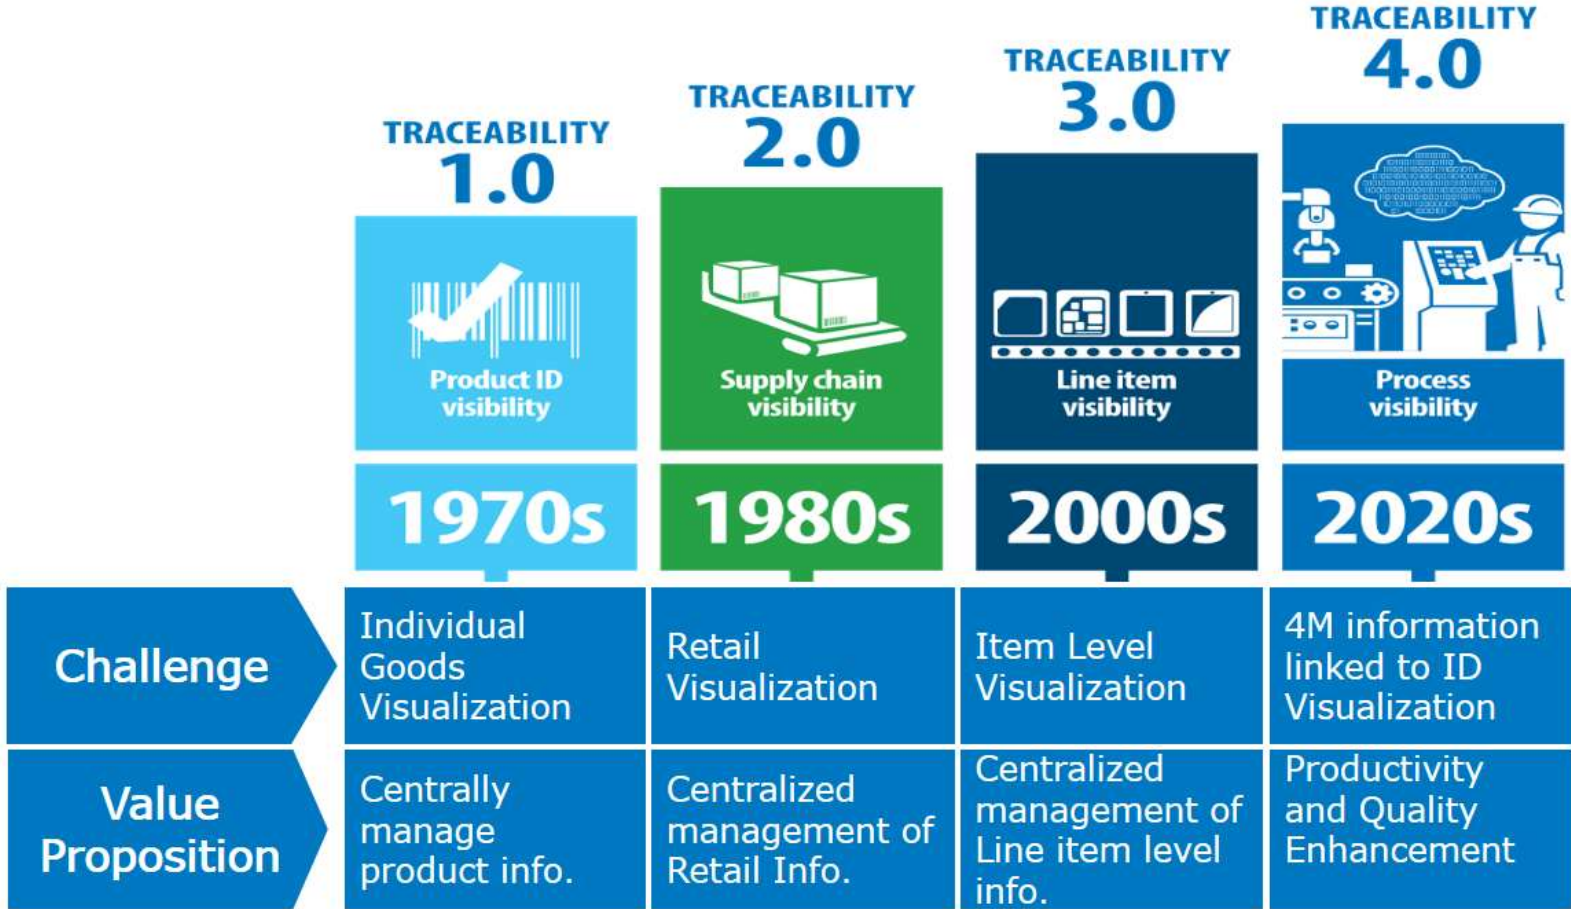 TRACEABILITY
1.0
TRACEABILITY
2.0
TRACEABILITY
3.0
TRACEABILITY
4.0
Product ID
visibility
Supply chain
visibility
Line item
visibility
Process
visibility
1970s
1980s
2000s
2020s
Challenge
Individual
Goods
Visualization
Retail
Visualization
Item Level
Visualization
4M information
linked to ID
Visualization
Value
Proposition
Centrally
manage
product info.
Centralized
management of
Retail Info.
Centralized
management of
Line item level
info.
Productivity
and Quality
Enhancement